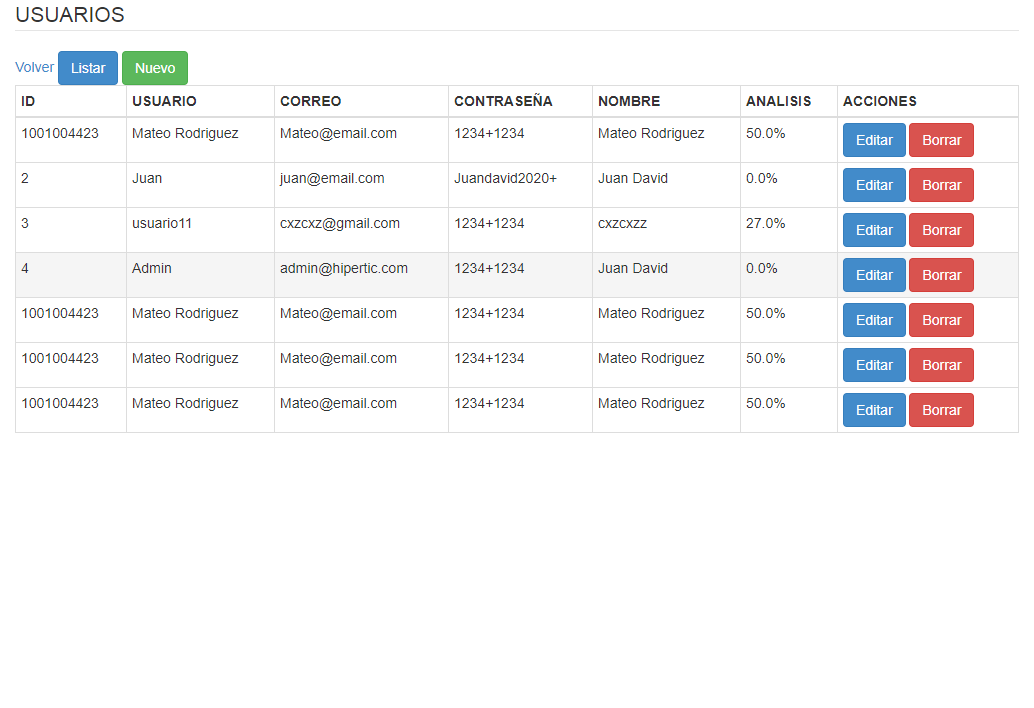 USUARIOS
Volver Listar Nuevo
ID USUARIO CORREO CONTRASEÑA NOMBRE ANALISIS ACCIONES
1001004423 Mateo Rodriguez Mateo@email.com 1234+1234 Mateo Rodriguez 50.0% Editar Borrar
2 Juan juan@email.com Juandavid2020+ Juan David 0.0% Editar Borrar
3 usuario11 cxzcxz@gmail.com 1234+1234 cxzcxzz 27.0% Editar Borrar
4 Admin admin@hipertic.com 1234+1234 Juan David 0.0% Editar Borrar
1001004423 Mateo Rodriguez Mateo@email.com 1234+1234 Mateo Rodriguez 50.0% Editar Borrar
1001004423 Mateo Rodriguez Mateo@email.com 1234+1234 Mateo Rodriguez 50.0% Editar Borrar
1001004423 Mateo Rodriguez Mateo@email.com 1234+1234 Mateo Rodriguez 50.0% Editar Borrar